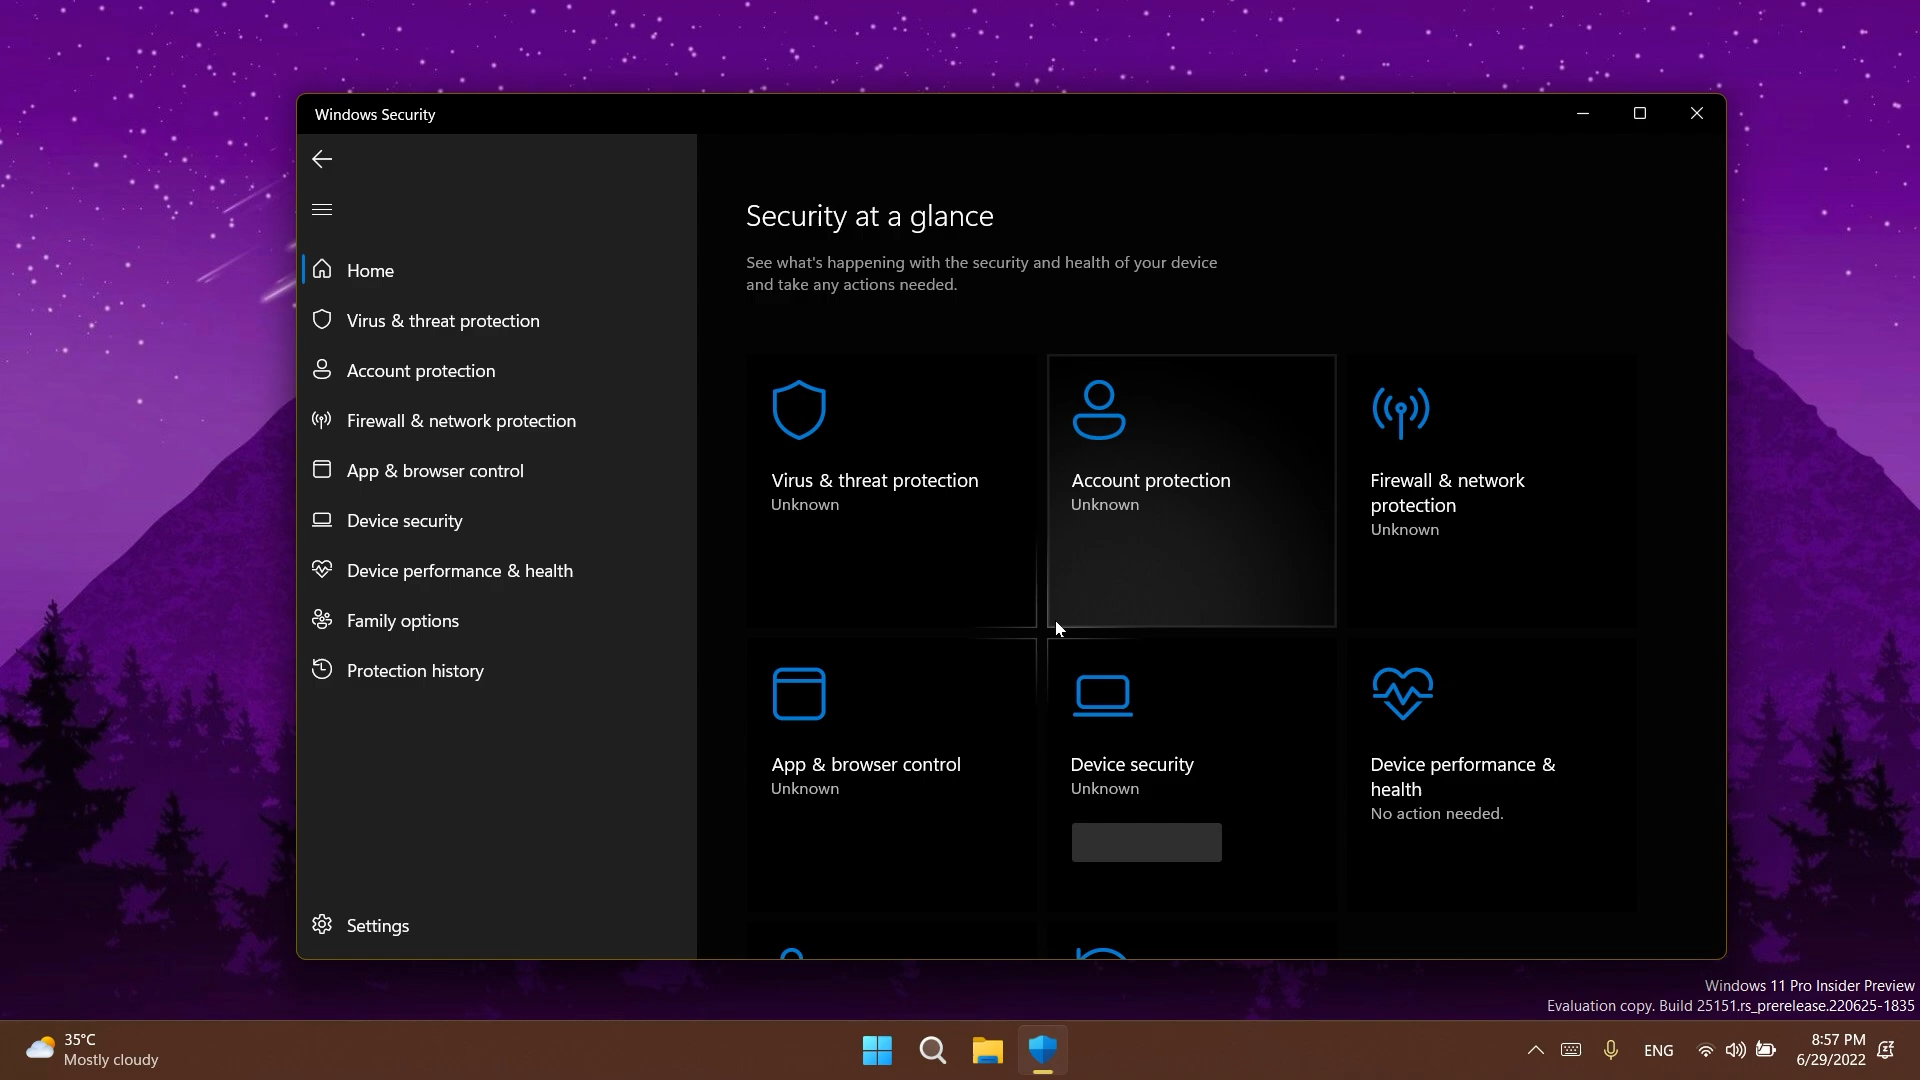 Windows Security
Home
Virus & threat protection
Account protection
Firewall & network protection
App & browser control
Device security
Device performance & health
Family options
Protection history
Settings
Security at a glance
See what's happening with the security and health of your device
and take any actions needed.
Virus & threat protection
Unknown
Account protection
Unknown
Firewall & network
protection
Unknown
App & browser control
Unknown
Device security
Unknown
Device performance &
health
No action needed.
Windows 11 Pro Insider Preview
Evaluation copy. Build 25151.rs_prerelease.220625-1835
35°C
Mostly cloudy
ENG
8:57 PM
6/29/2022